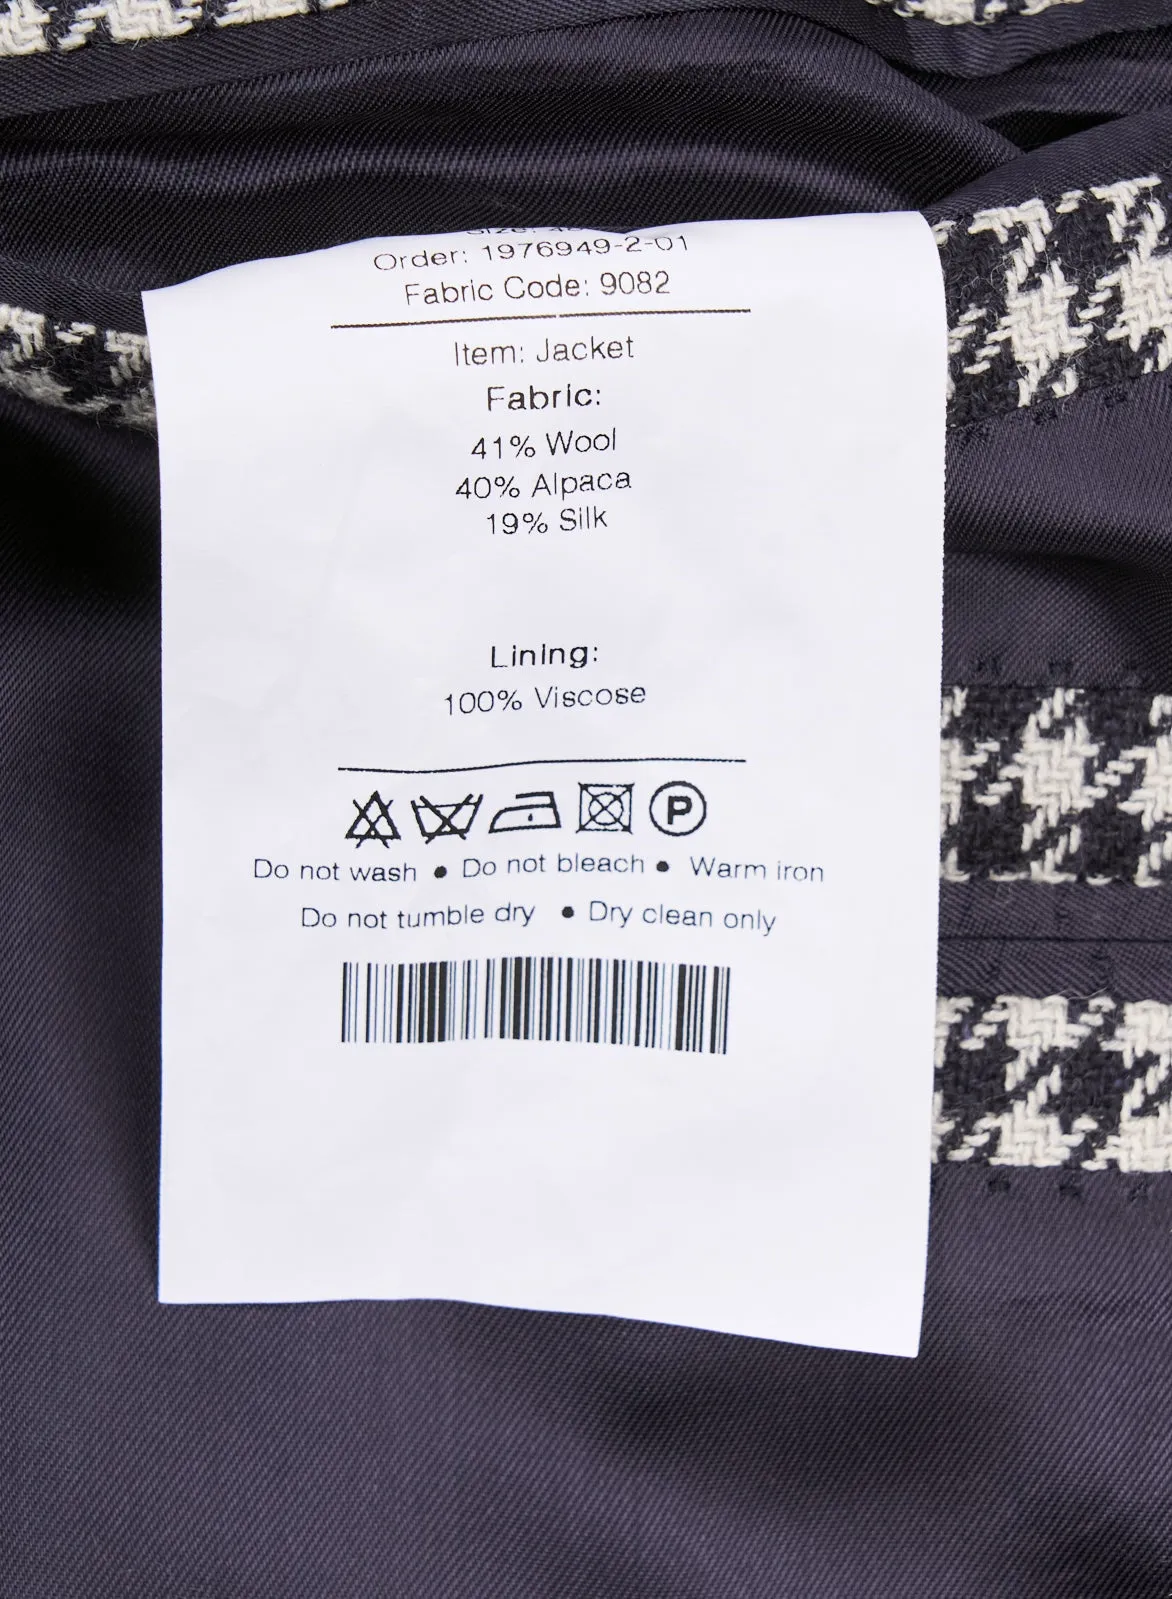 Order: 1976949-2-01
Fabric Code: 9082
Item: Jacket
Fabric:
41% Wool
40% Alpaca
19% Silk
Lining:
100% Viscose
P
Do not wash • Do not bleach • Warm iron
Do not tumble dry • Dry clean only